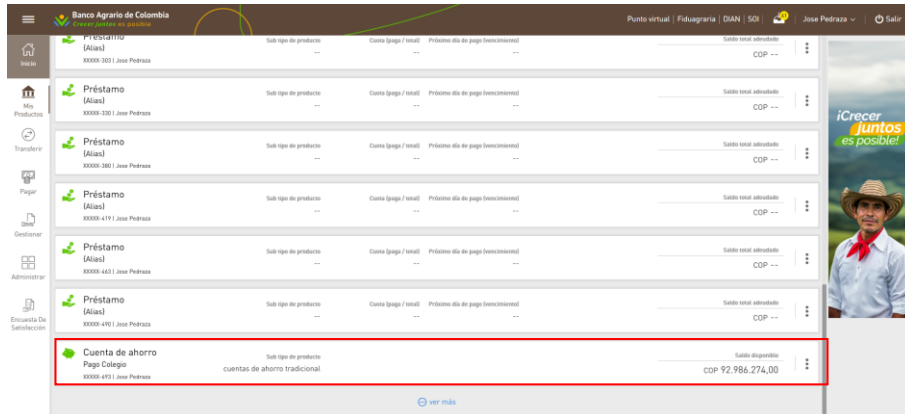 Banco Agrario de Colombia
Crecer juntos es posible
Punto virtual | Fiduagraria | DIAN | SOI | Jose Pedraza Salir
Inicio
Mis Productos
Transferir
Pagar
Gestionar
Administrar
Encuesta De Satisfacción
Préstamo
(Alias)
XXXXX-303 | Jose Pedraza
Sub tipo de producto
--
Cuota (paga / total)
--
Próximo día de pago (vencimiento)
--
Saldo total adeudado
COP --
Préstamo
(Alias)
XXXXX-330 | Jose Pedraza
Sub tipo de producto
--
Cuota (paga / total)
--
Próximo día de pago (vencimiento)
--
Saldo total adeudado
COP --
Préstamo
(Alias)
XXXXX-380 | Jose Pedraza
Sub tipo de producto
--
Cuota (paga / total)
--
Próximo día de pago (vencimiento)
--
Saldo total adeudado
COP --
Préstamo
(Alias)
XXXXX-419 | Jose Pedraza
Sub tipo de producto
--
Cuota (paga / total)
--
Próximo día de pago (vencimiento)
--
Saldo total adeudado
COP --
Préstamo
(Alias)
XXXXX-463 | Jose Pedraza
Sub tipo de producto
--
Cuota (paga / total)
--
Próximo día de pago (vencimiento)
--
Saldo total adeudado
COP --
Préstamo
(Alias)
XXXXX-490 | Jose Pedraza
Sub tipo de producto
--
Cuota (paga / total)
--
Próximo día de pago (vencimiento)
--
Saldo total adeudado
COP --
Cuenta de ahorro
Pago Colegio
XXXXX-693 | Jose Pedraza
Sub tipo de producto
cuentas de ahorro tradicional
Saldo disponible
COP 92.986.274,00
ver más
¡Crecer
juntos
es posible!